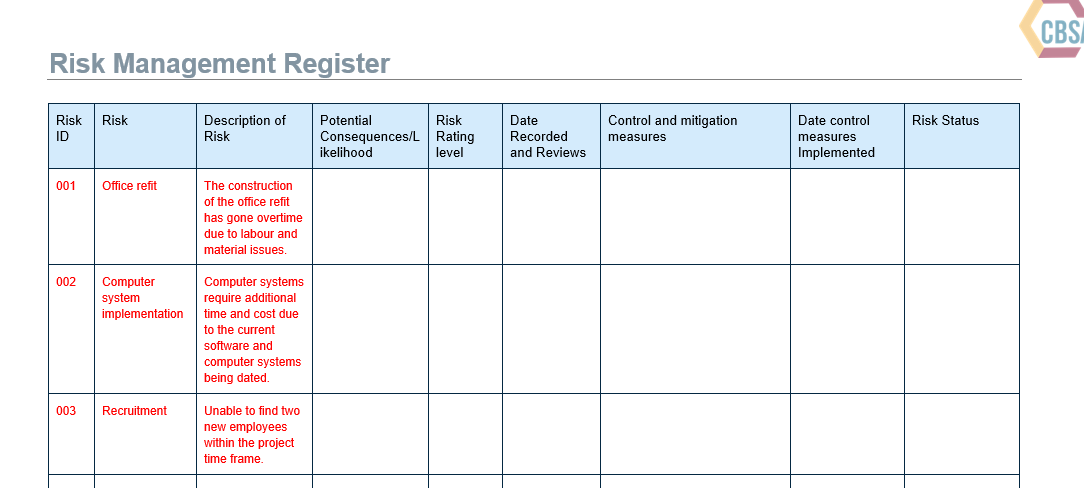 CBSA
Risk Management Register
Risk
ID
Risk
Description of
Risk
Potential
Consequences/L
ikelihood
Risk
Rating
level
Date
Recorded
and Reviews
Control and mitigation
measures
Date control
measures
Implemented
Risk Status
001
Office refit
The construction
of the office refit
has gone overtime
due to labour and
material issues.
002
Computer
system
implementation
Computer systems
require additional
time and cost due
to the current
software and
computer systems
being dated.
003
Recruitment
Unable to find two
new employees
within the project
time frame.